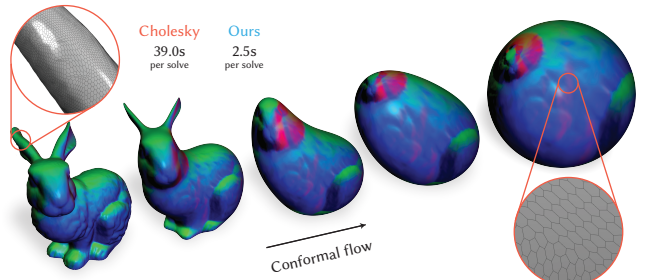 Cholesky Ours
39.0s 2.5s
per solve per solve
Conformal flow